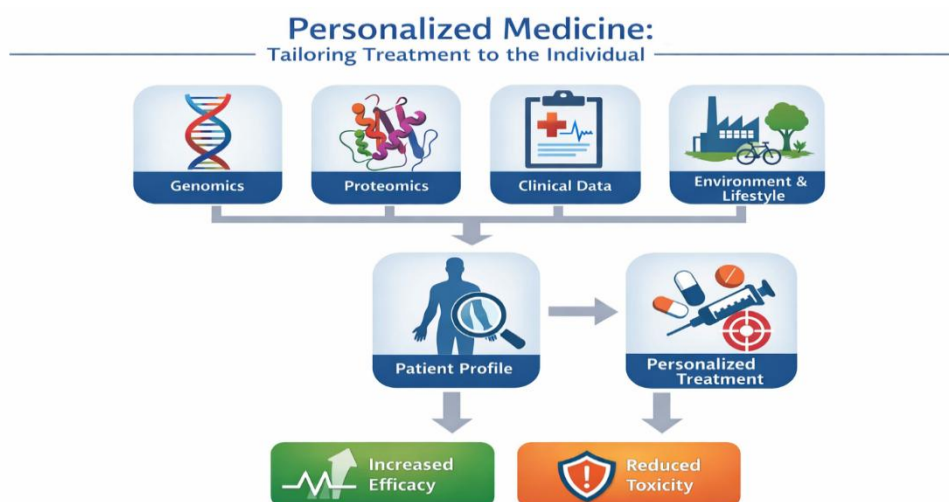 Personalized Medicine:
Tailoring Treatment to the Individual
Genomics
Proteomics
Clinical Data
Environment &
Lifestyle
Patient Profile
Personalized
Treatment
Increased
Efficacy
Reduced
Toxicity